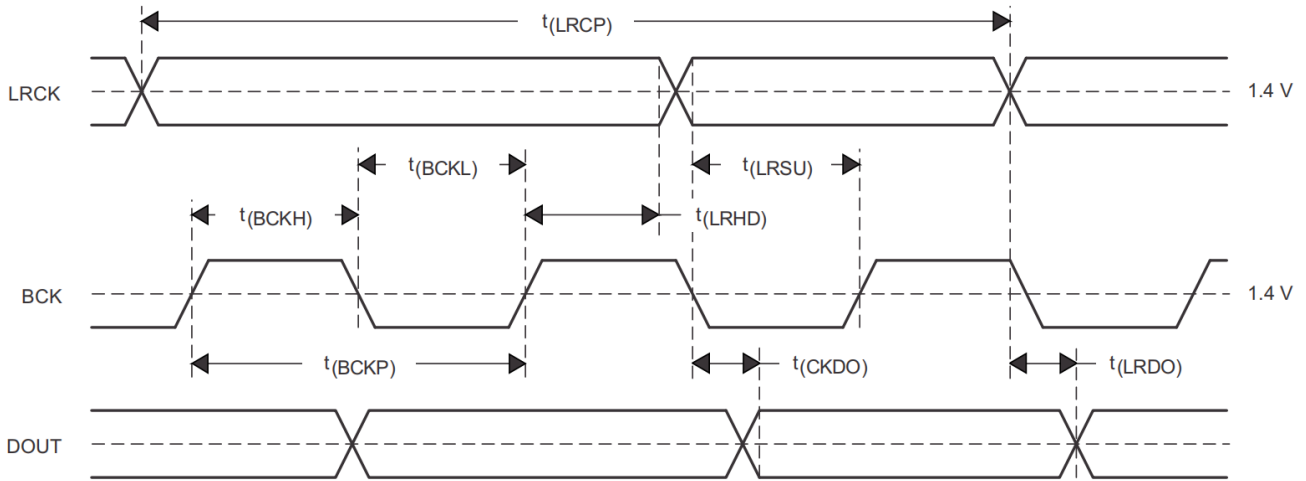 t(LRCP)
LRCK 1.4 V
t(BCKL) t(LRSU)
t(BCKH) t(LRHD)
BCK 1.4 V
t(BCKP) t(CKDO) t(LRDO)
DOUT